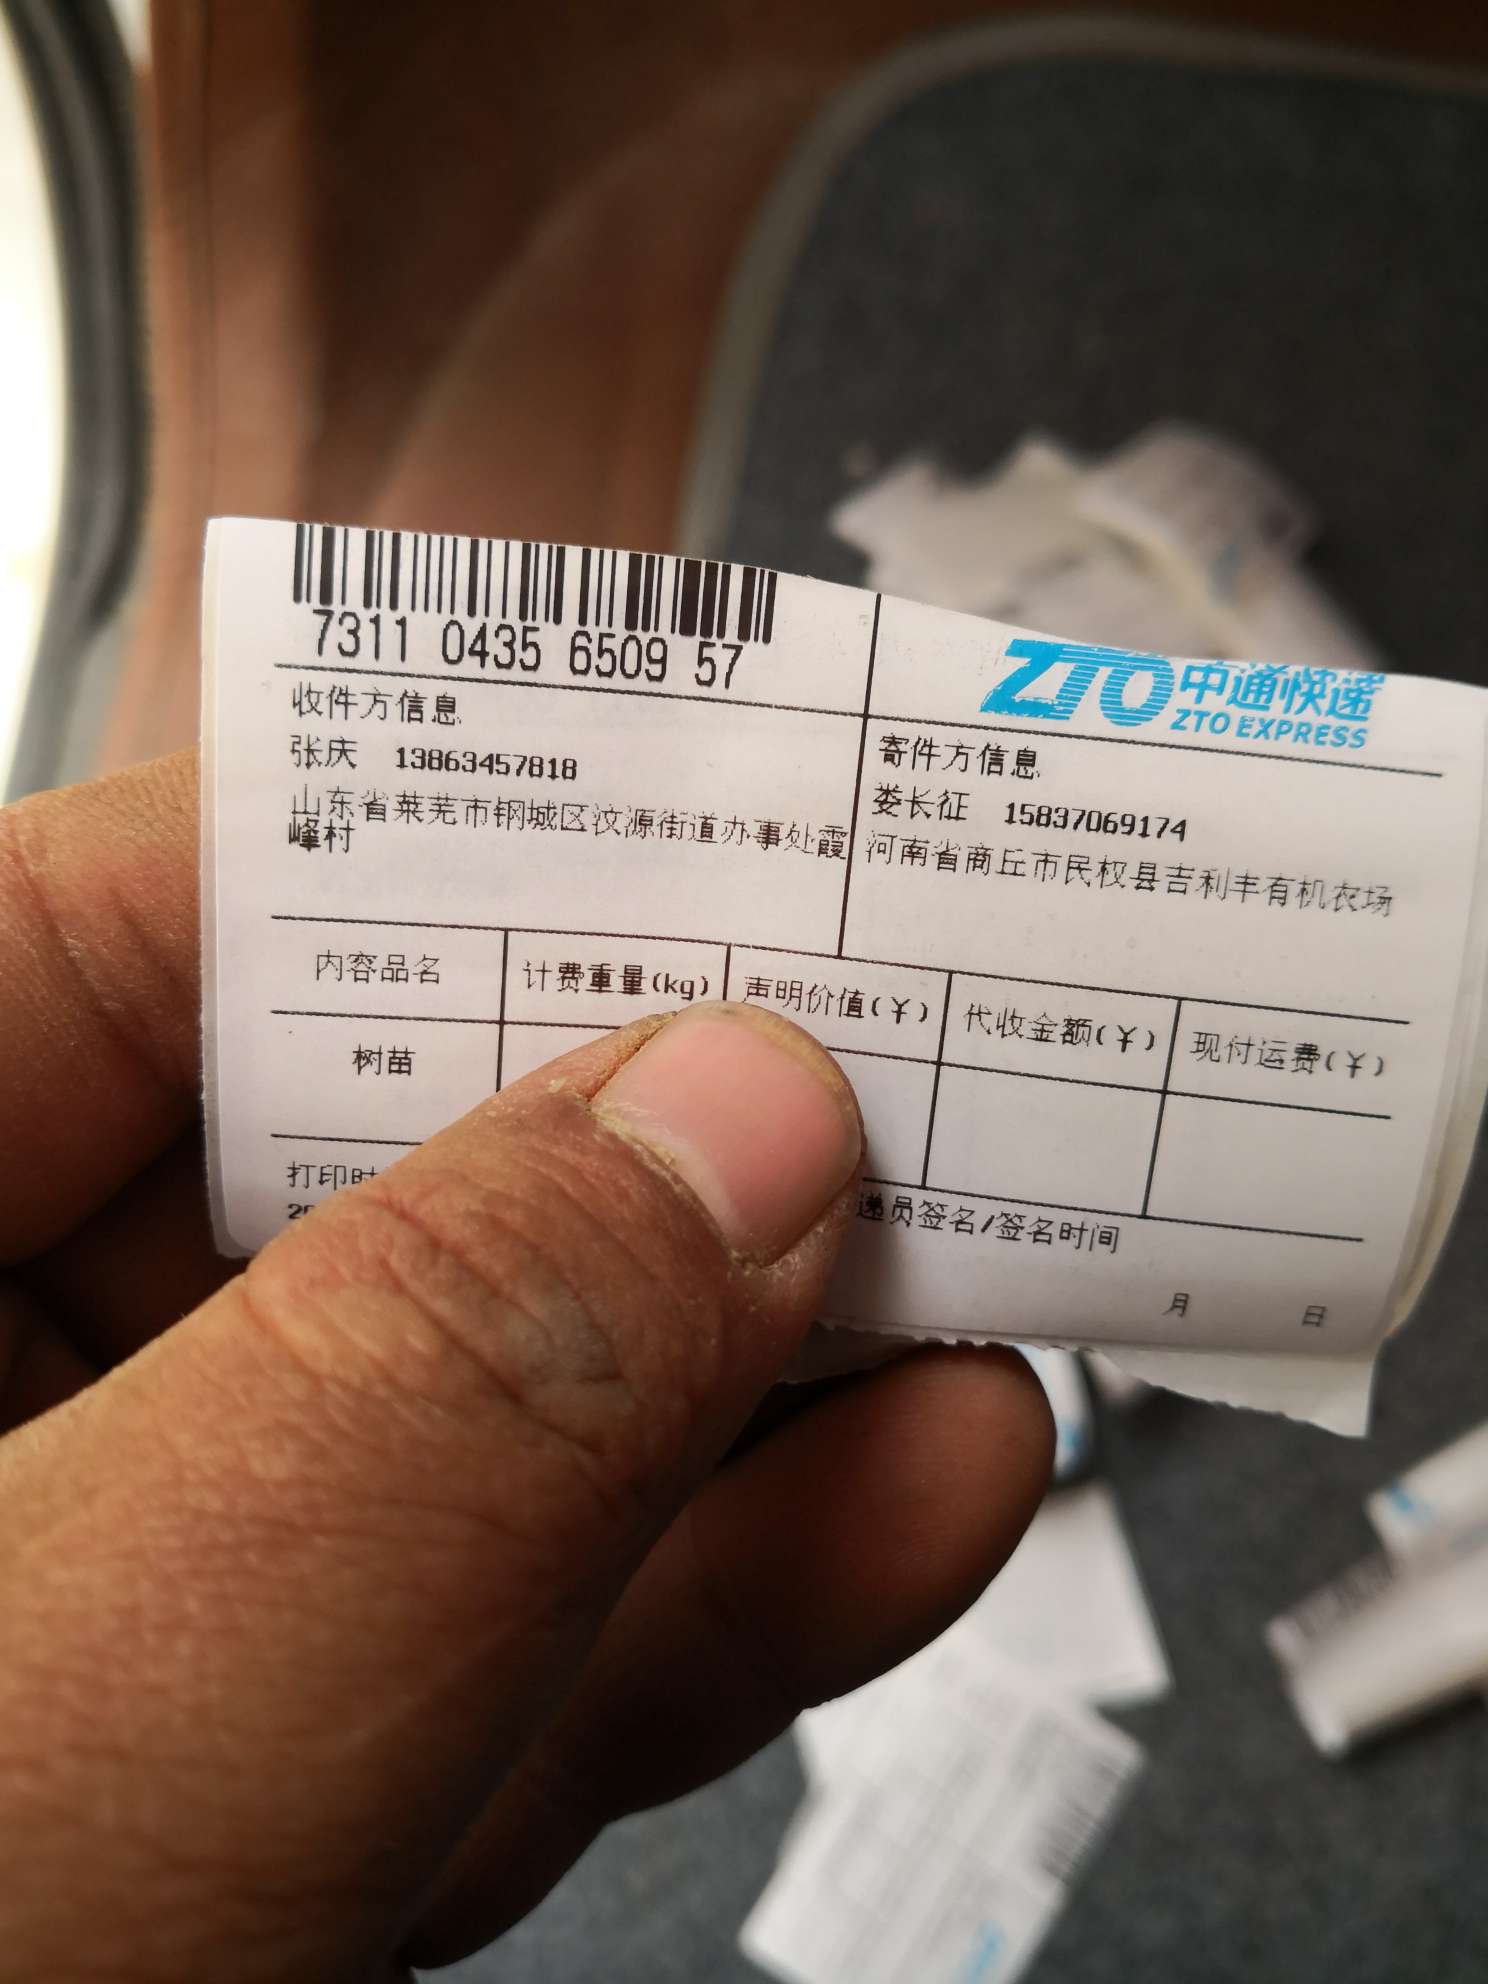 7311 0435 6509 57
ZTO 中通快递
ZTO EXPRESS
收件方信息
张庆 13863457818
山东省莱芜市钢城区汶源街道办事处霞
峰村
寄件方信息
娄长征 15837069174
河南省商丘市民权县吉利丰有机农场
内容品名 计费重量(kg) 声明价值(¥) 代收金额(¥) 现付运费(¥)
树苗
打印时
递员签名/签名时间
月 日